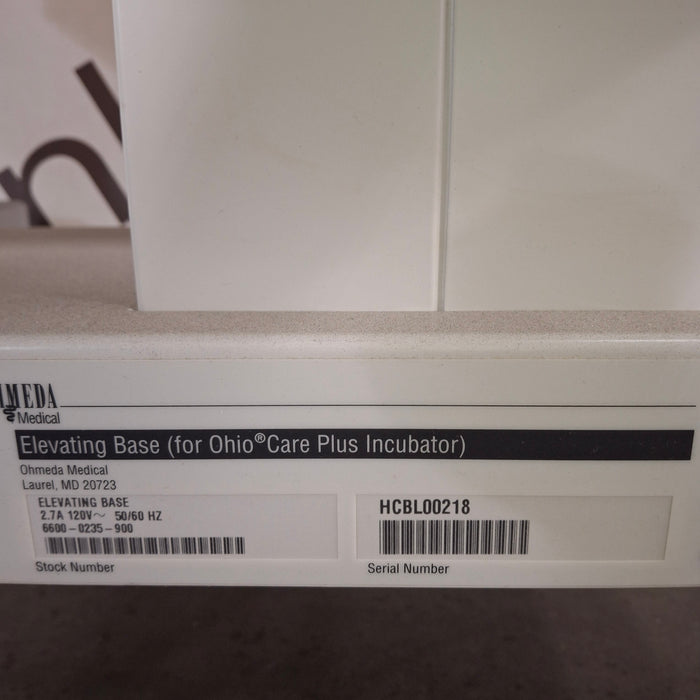 Medical
Elevating Base (for Ohio®Care Plus Incubator)
Ohmeda Medical
Laurel, MD 20723
ELEVATING BASE
2.7A 120V~ 50/60 HZ
6600-0235-900
HCBL00218
Stock Number
Serial Number